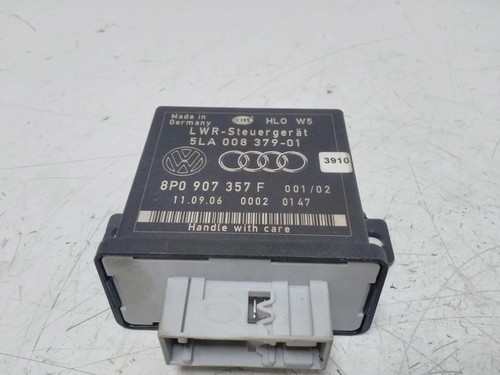 Made in
Germany
HLO W5
LWR-Steuergerät
5LA 008 379-01
3910
8P0 907 357 F 001/02
11.09.06 0002 0147
Handle with care